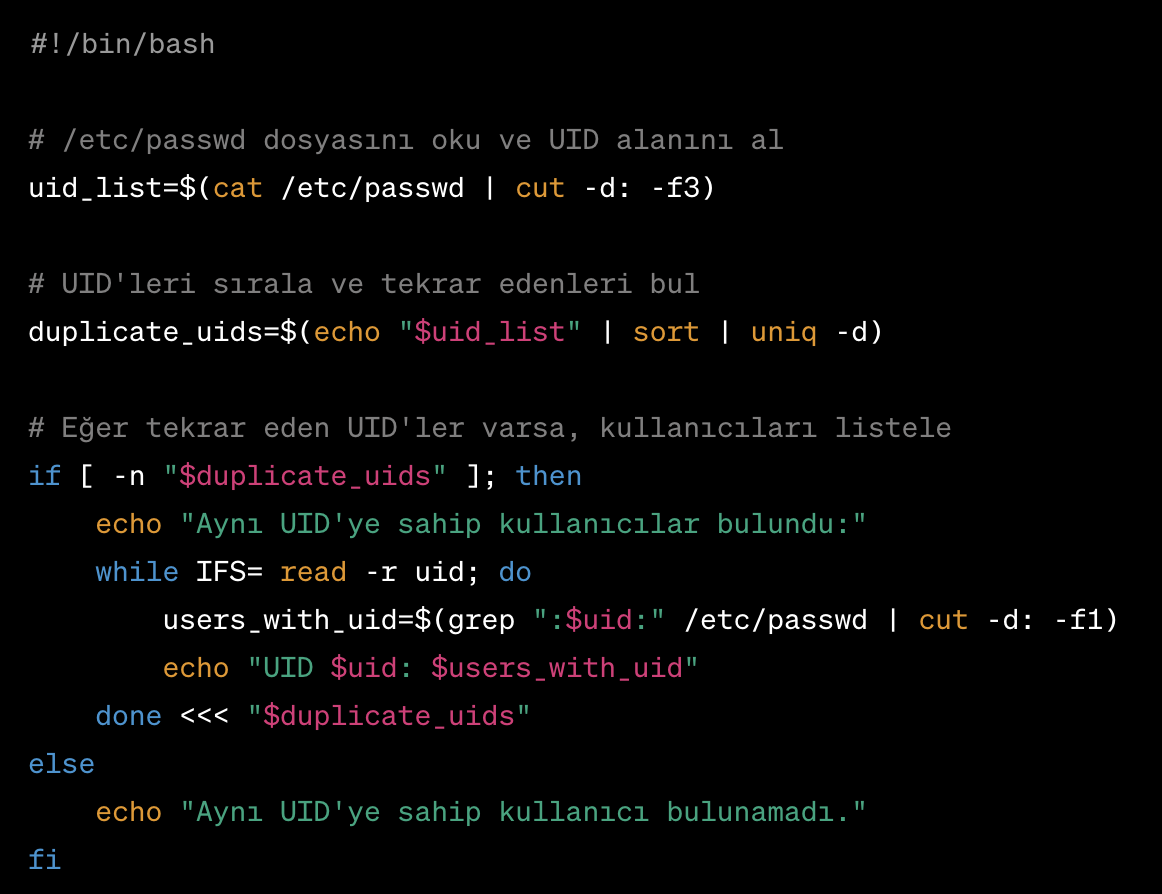 #!/bin/bash
# /etc/passwd dosyasını oku ve UID alanını al
uid_list=$(cat /etc/passwd | cut -d: -f3)
# UID'leri sırala ve tekrar edenleri bul
duplicate_uids=$(echo "$uid_list" | sort | uniq -d)
# Eğer tekrar eden UID'ler varsa, kullanıcıları listele
if [ -n "$duplicate_uids" ]; then
    echo "Aynı UID'ye sahip kullanıcılar bulundu:"
    while IFS= read -r uid; do
        users_with_uid=$(grep ":$uid:" /etc/passwd | cut -d: -f1)
        echo "UID $uid: $users_with_uid"
    done <<< "$duplicate_uids"
else
    echo "Aynı UID'ye sahip kullanıcı bulunamadı."
fi